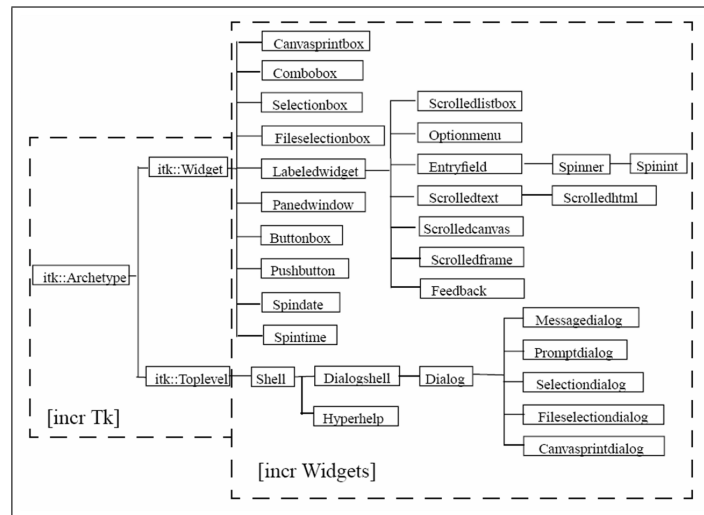 Canvasprintbox
Combobox
Selectionbox
Fileselectionbox
itk::Widget
Labeledwidget
Panedwindow
Buttonbox
Pushbutton
Spindate
Spintime
Scrolledlistbox
Optionmenu
Entryfield
Spinner
Spinint
Scrolledtext
Scrolledhtml
Scrolledcanvas
Scrolledframe
Feedback
itk::Archetype
itk::Toplevel
Shell
Dialogshell
Dialog
Hyperhelp
Messagedialog
Promptdialog
Selectiondialog
Fileselectiondialog
Canvasprintdialog
[incr Tk]
[incr Widgets]